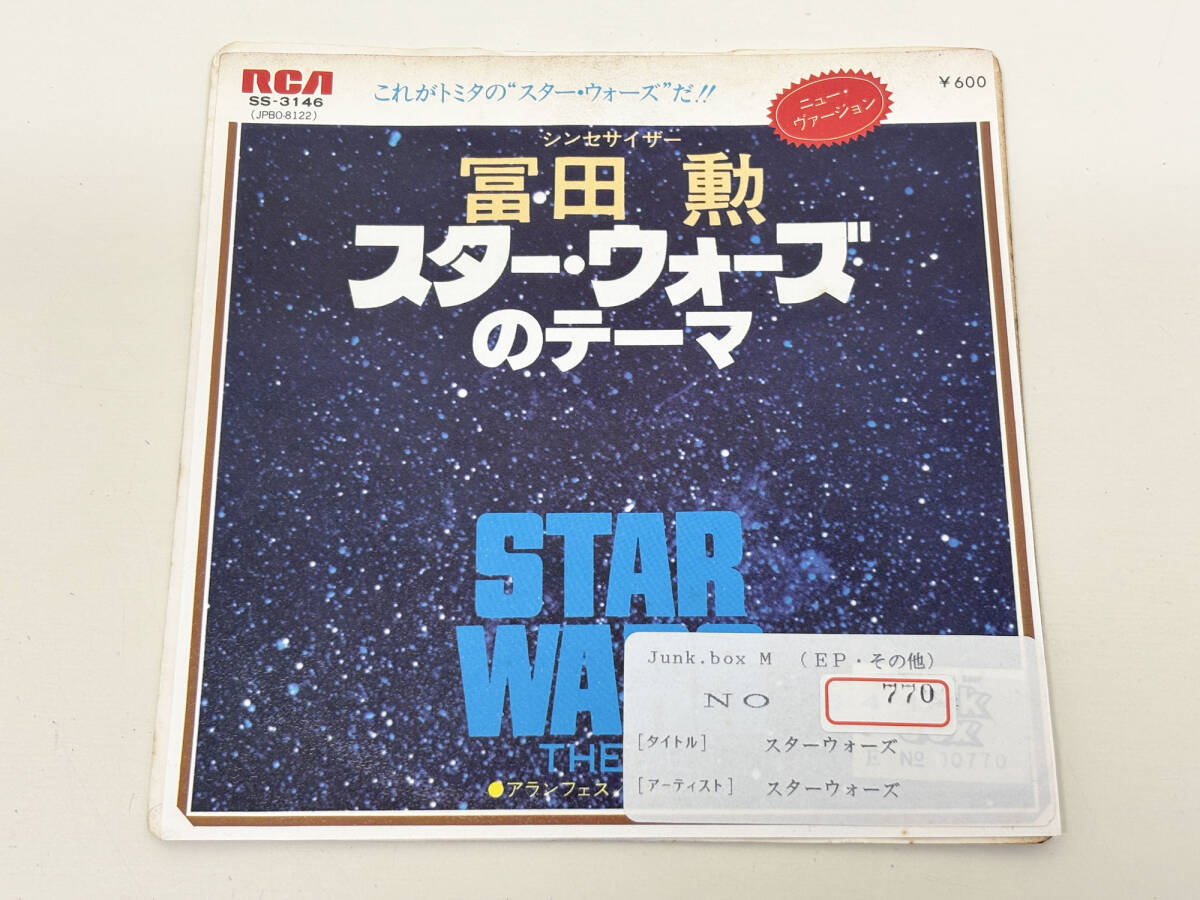 RCA
SS-3146
(JPBO-8122)
これがトミタの“スター・ウォーズ”だ!!
ニュー・
ヴァージョン
¥600
シンセサイザー
冨田 勲
スター・ウォーズ
のテーマ
STAR
WARS
THE
●アランフェス
Junk.box M (EP・その他)
NO 770
[タイトル] スターウォーズ
[アーティスト] スターウォーズ
Nº 10770